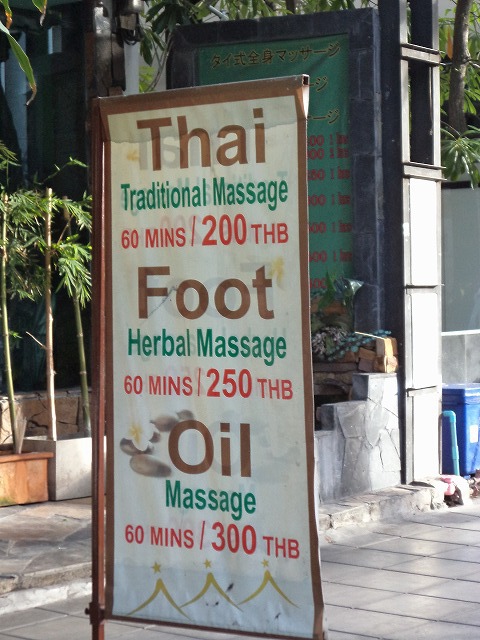 Thai
Traditional Massage
60 MINS / 200 THB
Foot
Herbal Massage
60 MINS / 250 THB
Oil
Massage
60 MINS / 300 THB
タイ式全身マッサージ